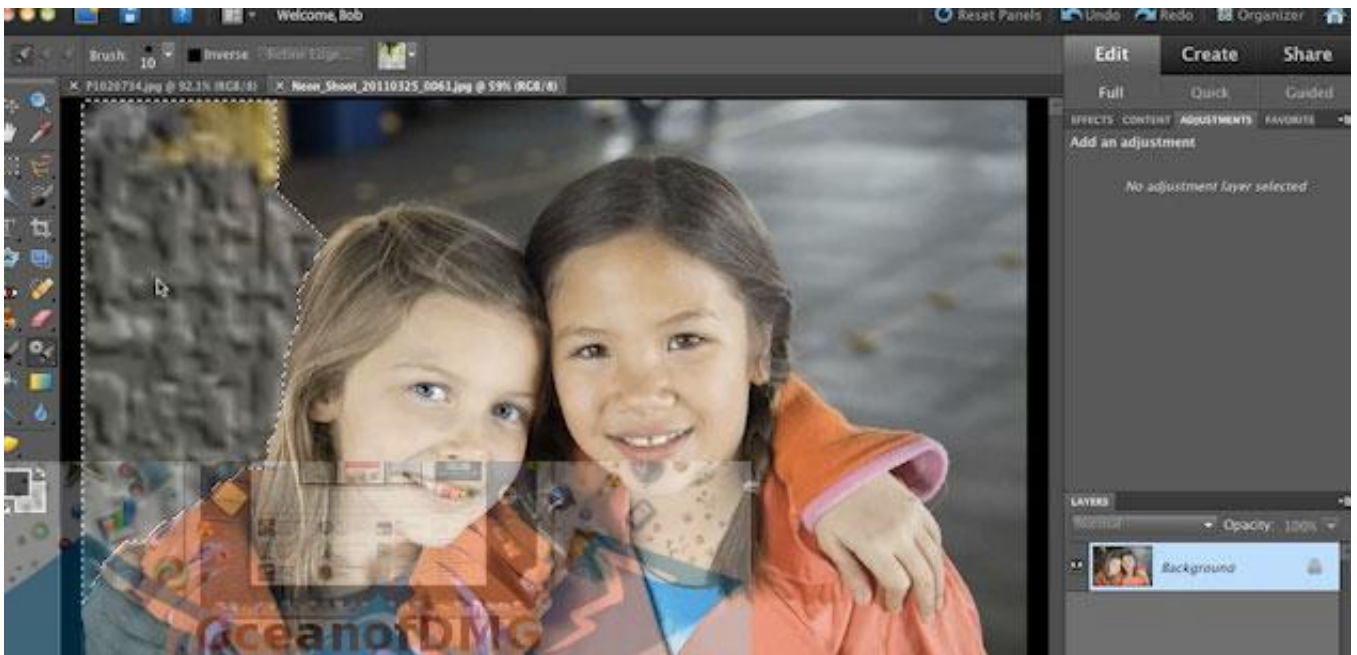 Welcome, Bob
Reset Panels Undo Redo Organizer
Brush: 10 Inverse Refine Edge...
Edit Create Share
× P1020734.jpg @ 92.1% (RGB/8) × Neon_Shoot_20110325_0061.jpg @ 59% (RGB/8)
Full Quick Guided
EFFECTS CONTENT ADJUSTMENTS FAVORITE
Add an adjustment
No adjustment layer selected
LAYERS
Normal Opacity: 100%
Background
OceanofDMG